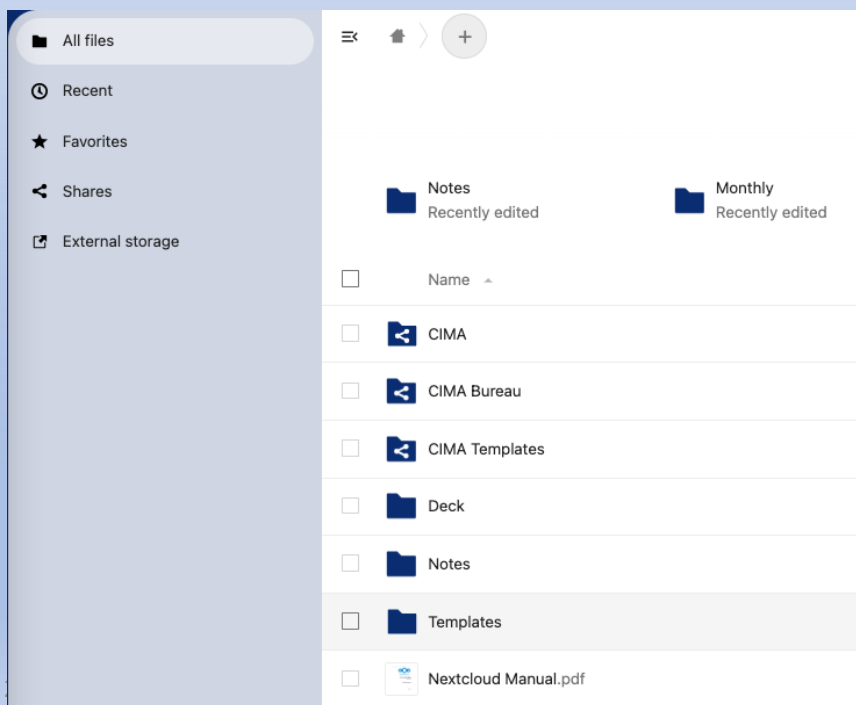 All files
Recent
Favorites
Shares
External storage
Notes
Recently edited
Monthly
Recently edited
Name
CIMA
CIMA Bureau
CIMA Templates
Deck
Notes
Templates
Nextcloud Manual.pdf